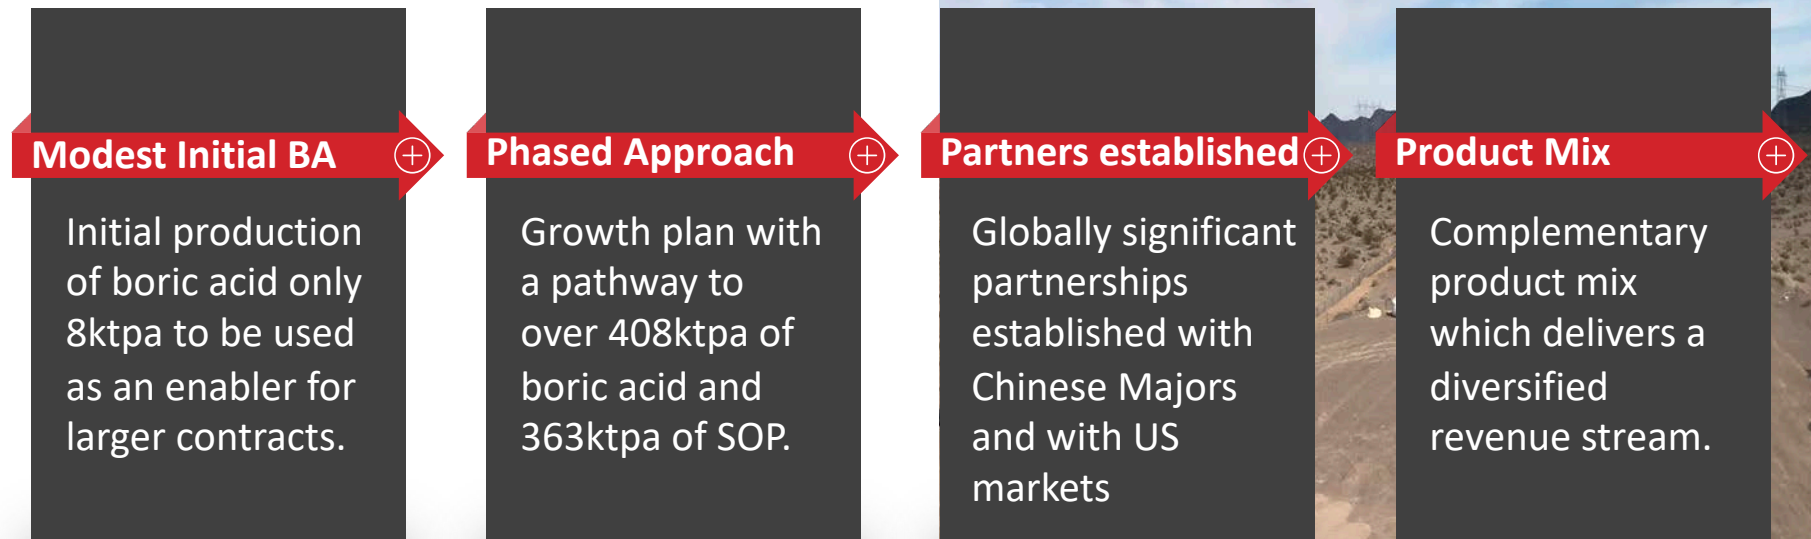 Modest Initial BA
Initial production
of boric acid only
8ktpa to be used
as an enabler for
larger contracts.
Phased Approach
Growth plan with
a pathway to
over 408ktpa of
boric acid and
363ktpa of SOP.
Partners established
Globally significant
partnerships
established with
Chinese Majors
and with US
markets
Product Mix
Complementary
product mix
which delivers a
diversified
revenue stream.